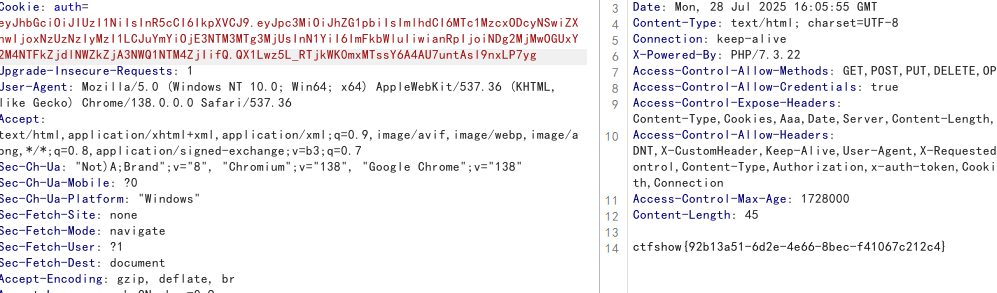 Cookie: auth=
eyJhbGciOiJIUzI1NiIsInR5cCI6IkpXVCJ9.eyJpc3MiOiJhZG1pbiIsImlhdCI6MTc1MzcxODcyNSwiZX
hwIjoxNzUzNzIyMzI1LCJuYmYiOjE3NTM3MTg3MjUsInN1YiI6ImFkbWluIiwianRpIjoiNDg2MjMwOGUxY
2M4NTFkZjdlNWZkZjA3NWQ1NTM4ZjIifQ.QX1Lwz5L_RTjkWKOmxMTssY6A4AU7untAsl9nxLP7yg
Upgrade-Insecure-Requests: 1
User-Agent: Mozilla/5.0 (Windows NT 10.0; Win64; x64) AppleWebKit/537.36 (KHTML,
like Gecko) Chrome/138.0.0.0 Safari/537.36
Accept:
text/html,application/xhtml+xml,application/xml;q=0.9,image/avif,image/webp,image/a
png,*/*;q=0.8,application/signed-exchange;v=b3;q=0.7
Sec-Ch-Ua: "Not)A;Brand";v="8", "Chromium";v="138", "Google Chrome";v="138"
Sec-Ch-Ua-Mobile: ?0
Sec-Ch-Ua-Platform: "Windows"
Sec-Fetch-Site: none
Sec-Fetch-Mode: navigate
Sec-Fetch-User: ?1
Sec-Fetch-Dest: document
Accept-Encoding: gzip, deflate, br
3 Date: Mon, 28 Jul 2025 16:05:55 GMT
4 Content-Type: text/html; charset=UTF-8
5 Connection: keep-alive
6 X-Powered-By: PHP/7.3.22
7 Access-Control-Allow-Methods: GET,POST,PUT,DELETE,OP
8 Access-Control-Allow-Credentials: true
9 Access-Control-Expose-Headers:
Content-Type,Cookies,Aaa,Date,Server,Content-Length,
10 Access-Control-Allow-Headers:
DNT,X-CustomHeader,Keep-Alive,User-Agent,X-Requested
ontrol,Content-Type,Authorization,x-auth-token,Cooki
th,Connection
11 Access-Control-Max-Age: 1728000
12 Content-Length: 45
13
14 ctfshow{92b13a51-6d2e-4e66-8bec-f41067c212c4}